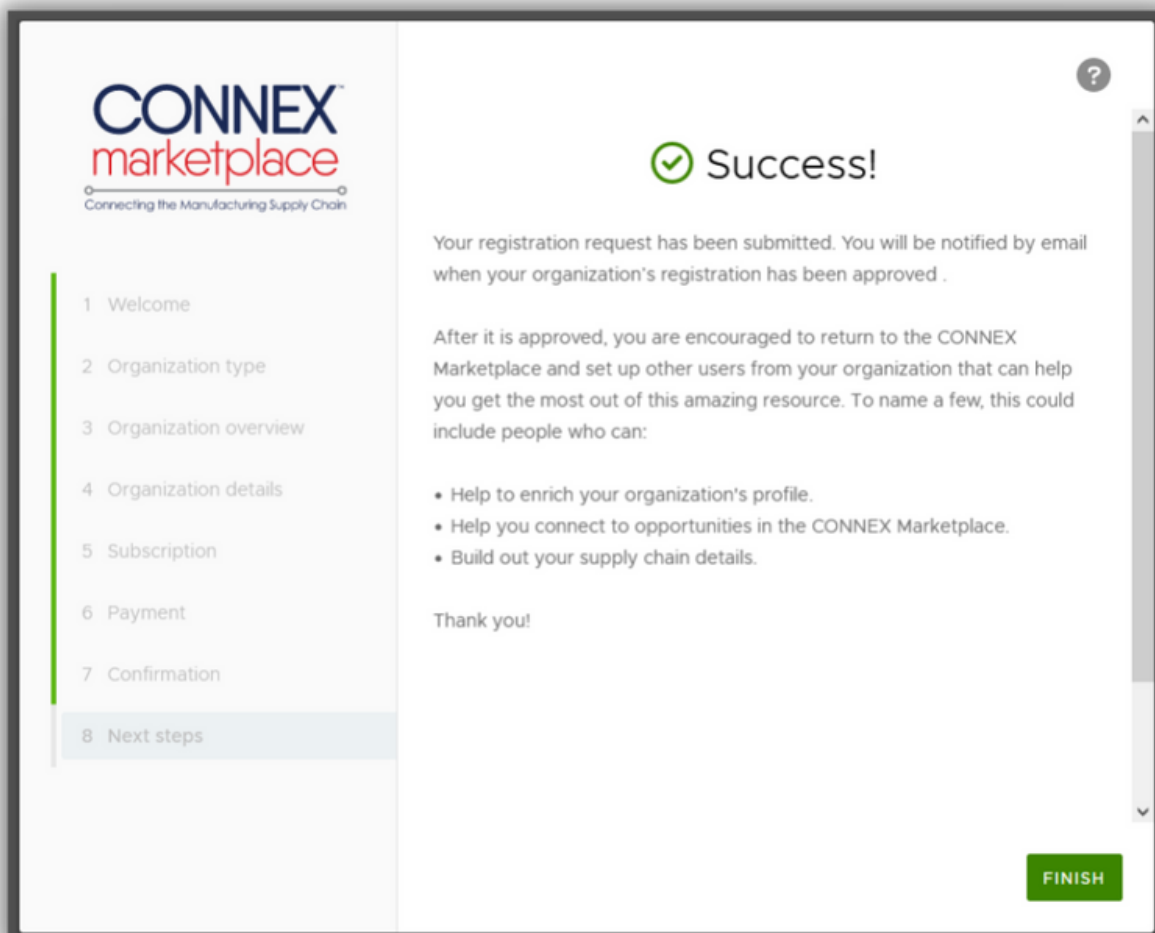 CONNEX™
marketplace
Connecting the Manufacturing Supply Chain
1 Welcome
2 Organization type
3 Organization overview
4 Organization details
5 Subscription
6 Payment
7 Confirmation
8 Next steps
?
Success!
Your registration request has been submitted. You will be notified by email
when your organization's registration has been approved .
After it is approved, you are encouraged to return to the CONNEX
Marketplace and set up other users from your organization that can help
you get the most out of this amazing resource. To name a few, this could
include people who can:
• Help to enrich your organization's profile.
• Help you connect to opportunities in the CONNEX Marketplace.
• Build out your supply chain details.
Thank you!
FINISH